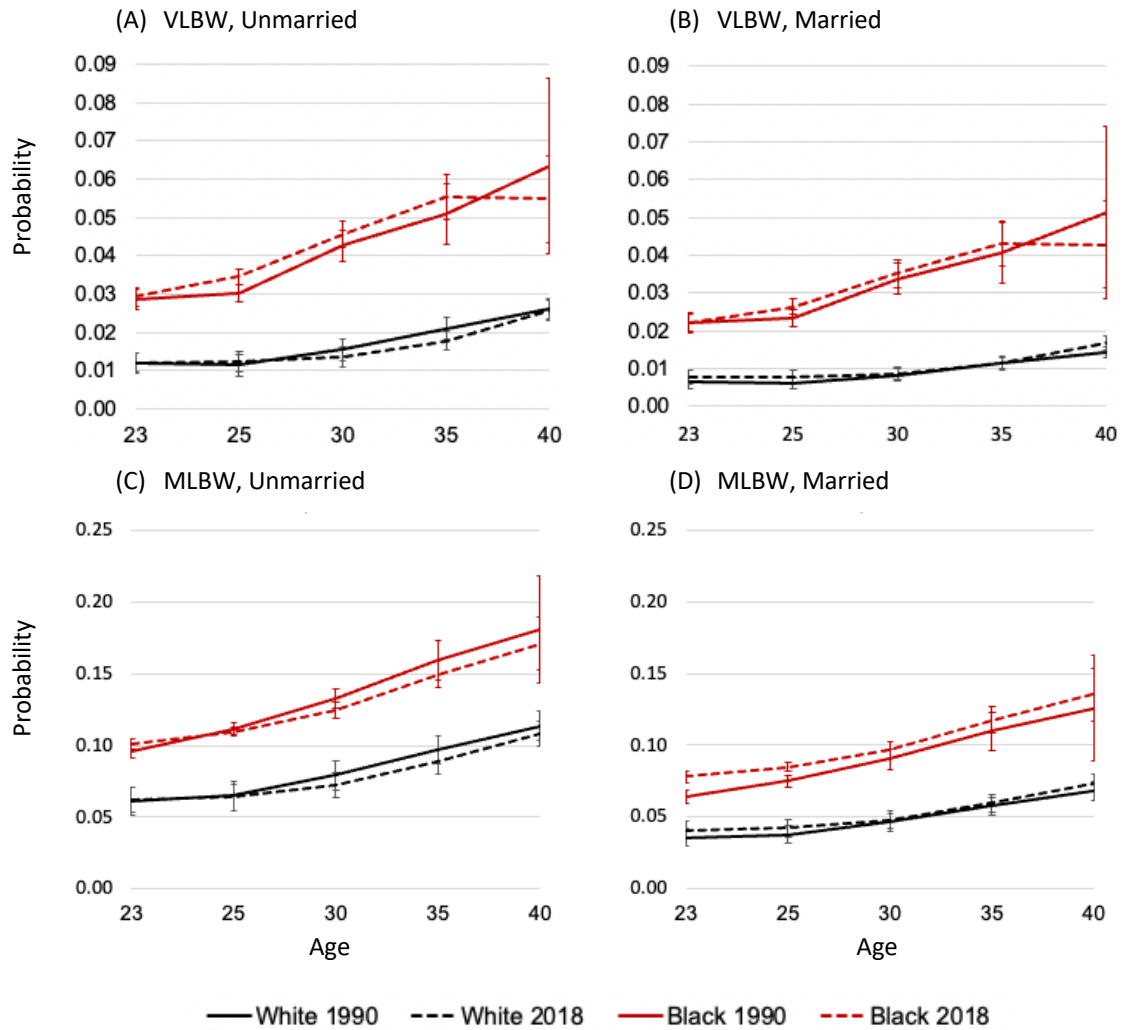 (A) VLBW, Unmarried
0.09
0.08
0.07
0.06
0.05
0.04
0.03
0.02
0.01
0.00
23 25 30 35 40
Probability
(B) VLBW, Married
0.09
0.08
0.07
0.06
0.05
0.04
0.03
0.02
0.01
0.00
23 25 30 35 40
(C) MLBW, Unmarried
0.25
0.20
0.15
0.10
0.05
0.00
23 25 30 35 40
Probability
Age
(D) MLBW, Married
0.25
0.20
0.15
0.10
0.05
0.00
23 25 30 35 40
Age
White 1990 White 2018 Black 1990 Black 2018